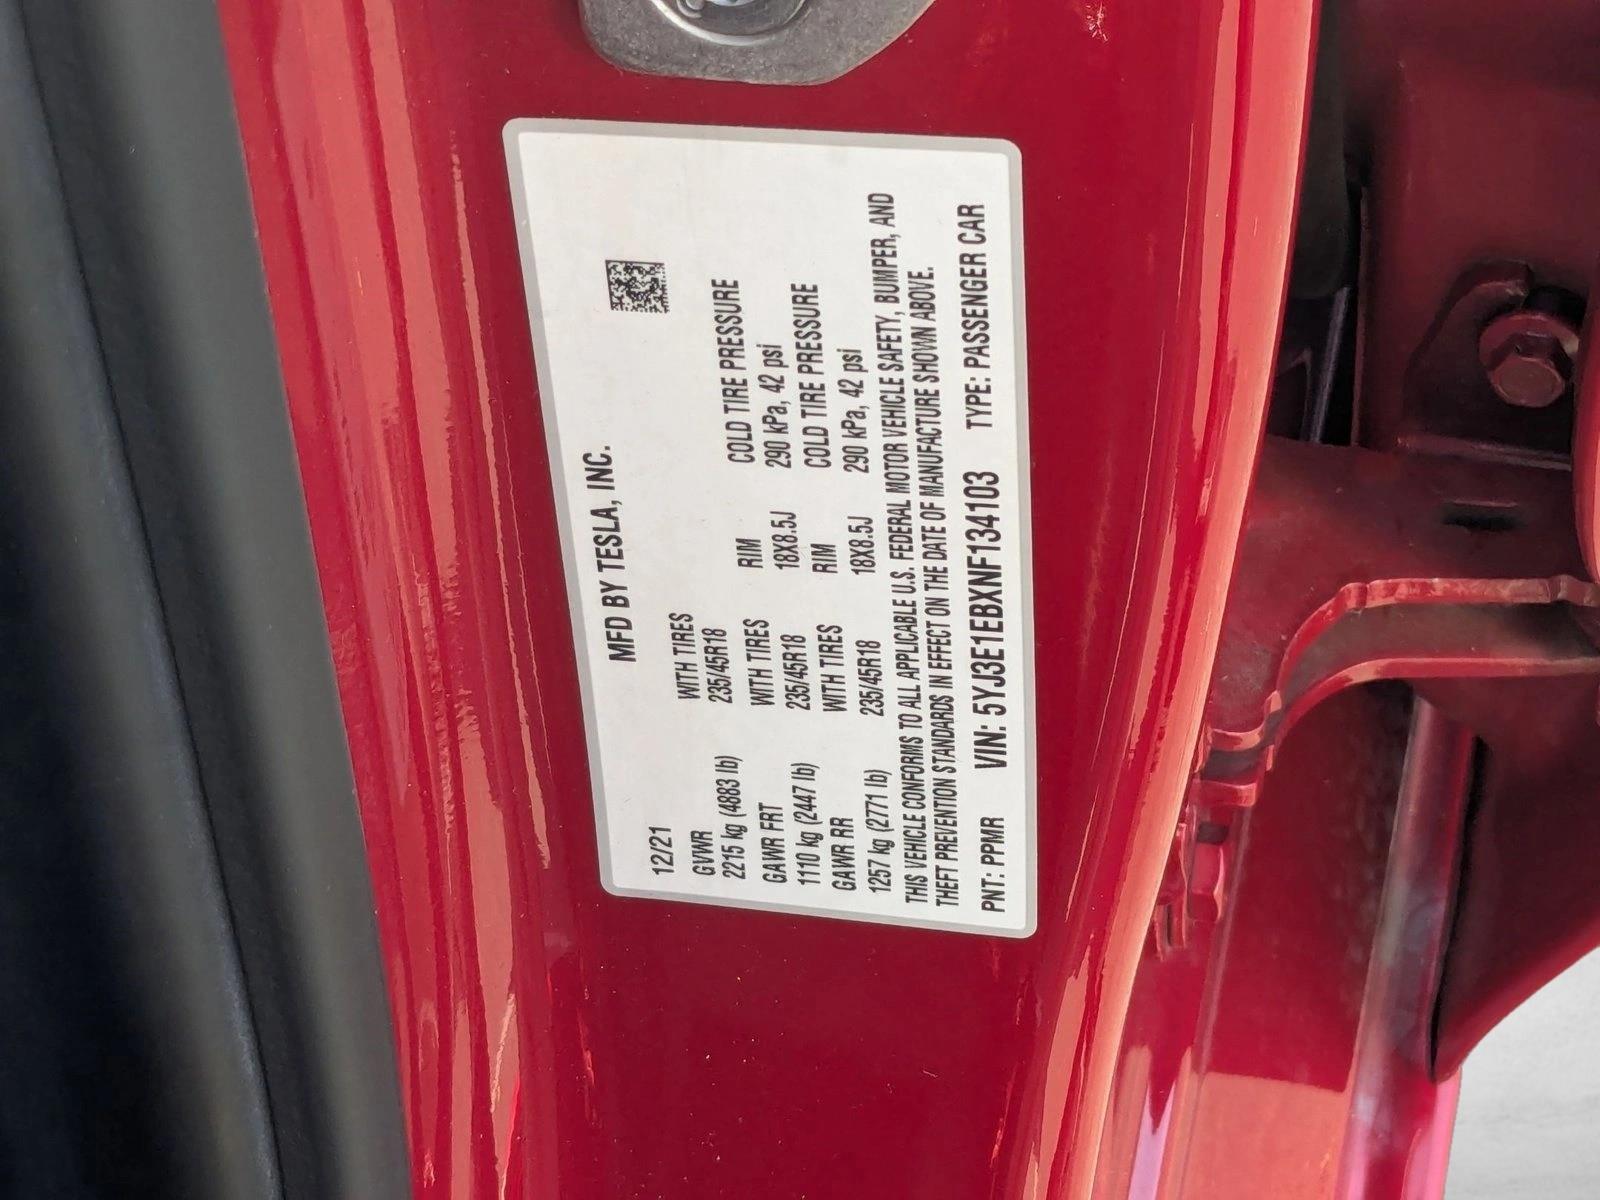 MFD BY TESLA, INC.
12/21
GVWR WITH TIRES
2215 kg (4883 lb) 235/45R18
GAWR FRT WITH TIRES RIM COLD TIRE PRESSURE
1110 kg (2447 lb) 235/45R18 18X8.5J 290 kPa, 42 psi
GAWR RR WITH TIRES RIM COLD TIRE PRESSURE
1257 kg (2771 lb) 235/45R18 18X8.5J 290 kPa, 42 psi
THIS VEHICLE CONFORMS TO ALL APPLICABLE U.S. FEDERAL MOTOR VEHICLE SAFETY, BUMPER, AND
THEFT PREVENTION STANDARDS IN EFFECT ON THE DATE OF MANUFACTURE SHOWN ABOVE.
PNT: PPMR VIN: 5YJ3E1EBXNF134103 TYPE: PASSENGER CAR